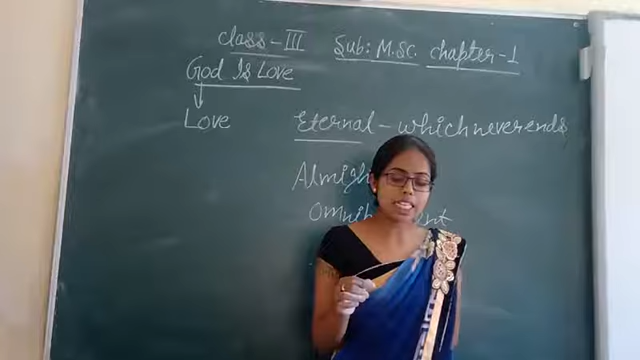 Class-III Sub: M.SC. chapter-1
God Is Love
Love Eternal - which never ends